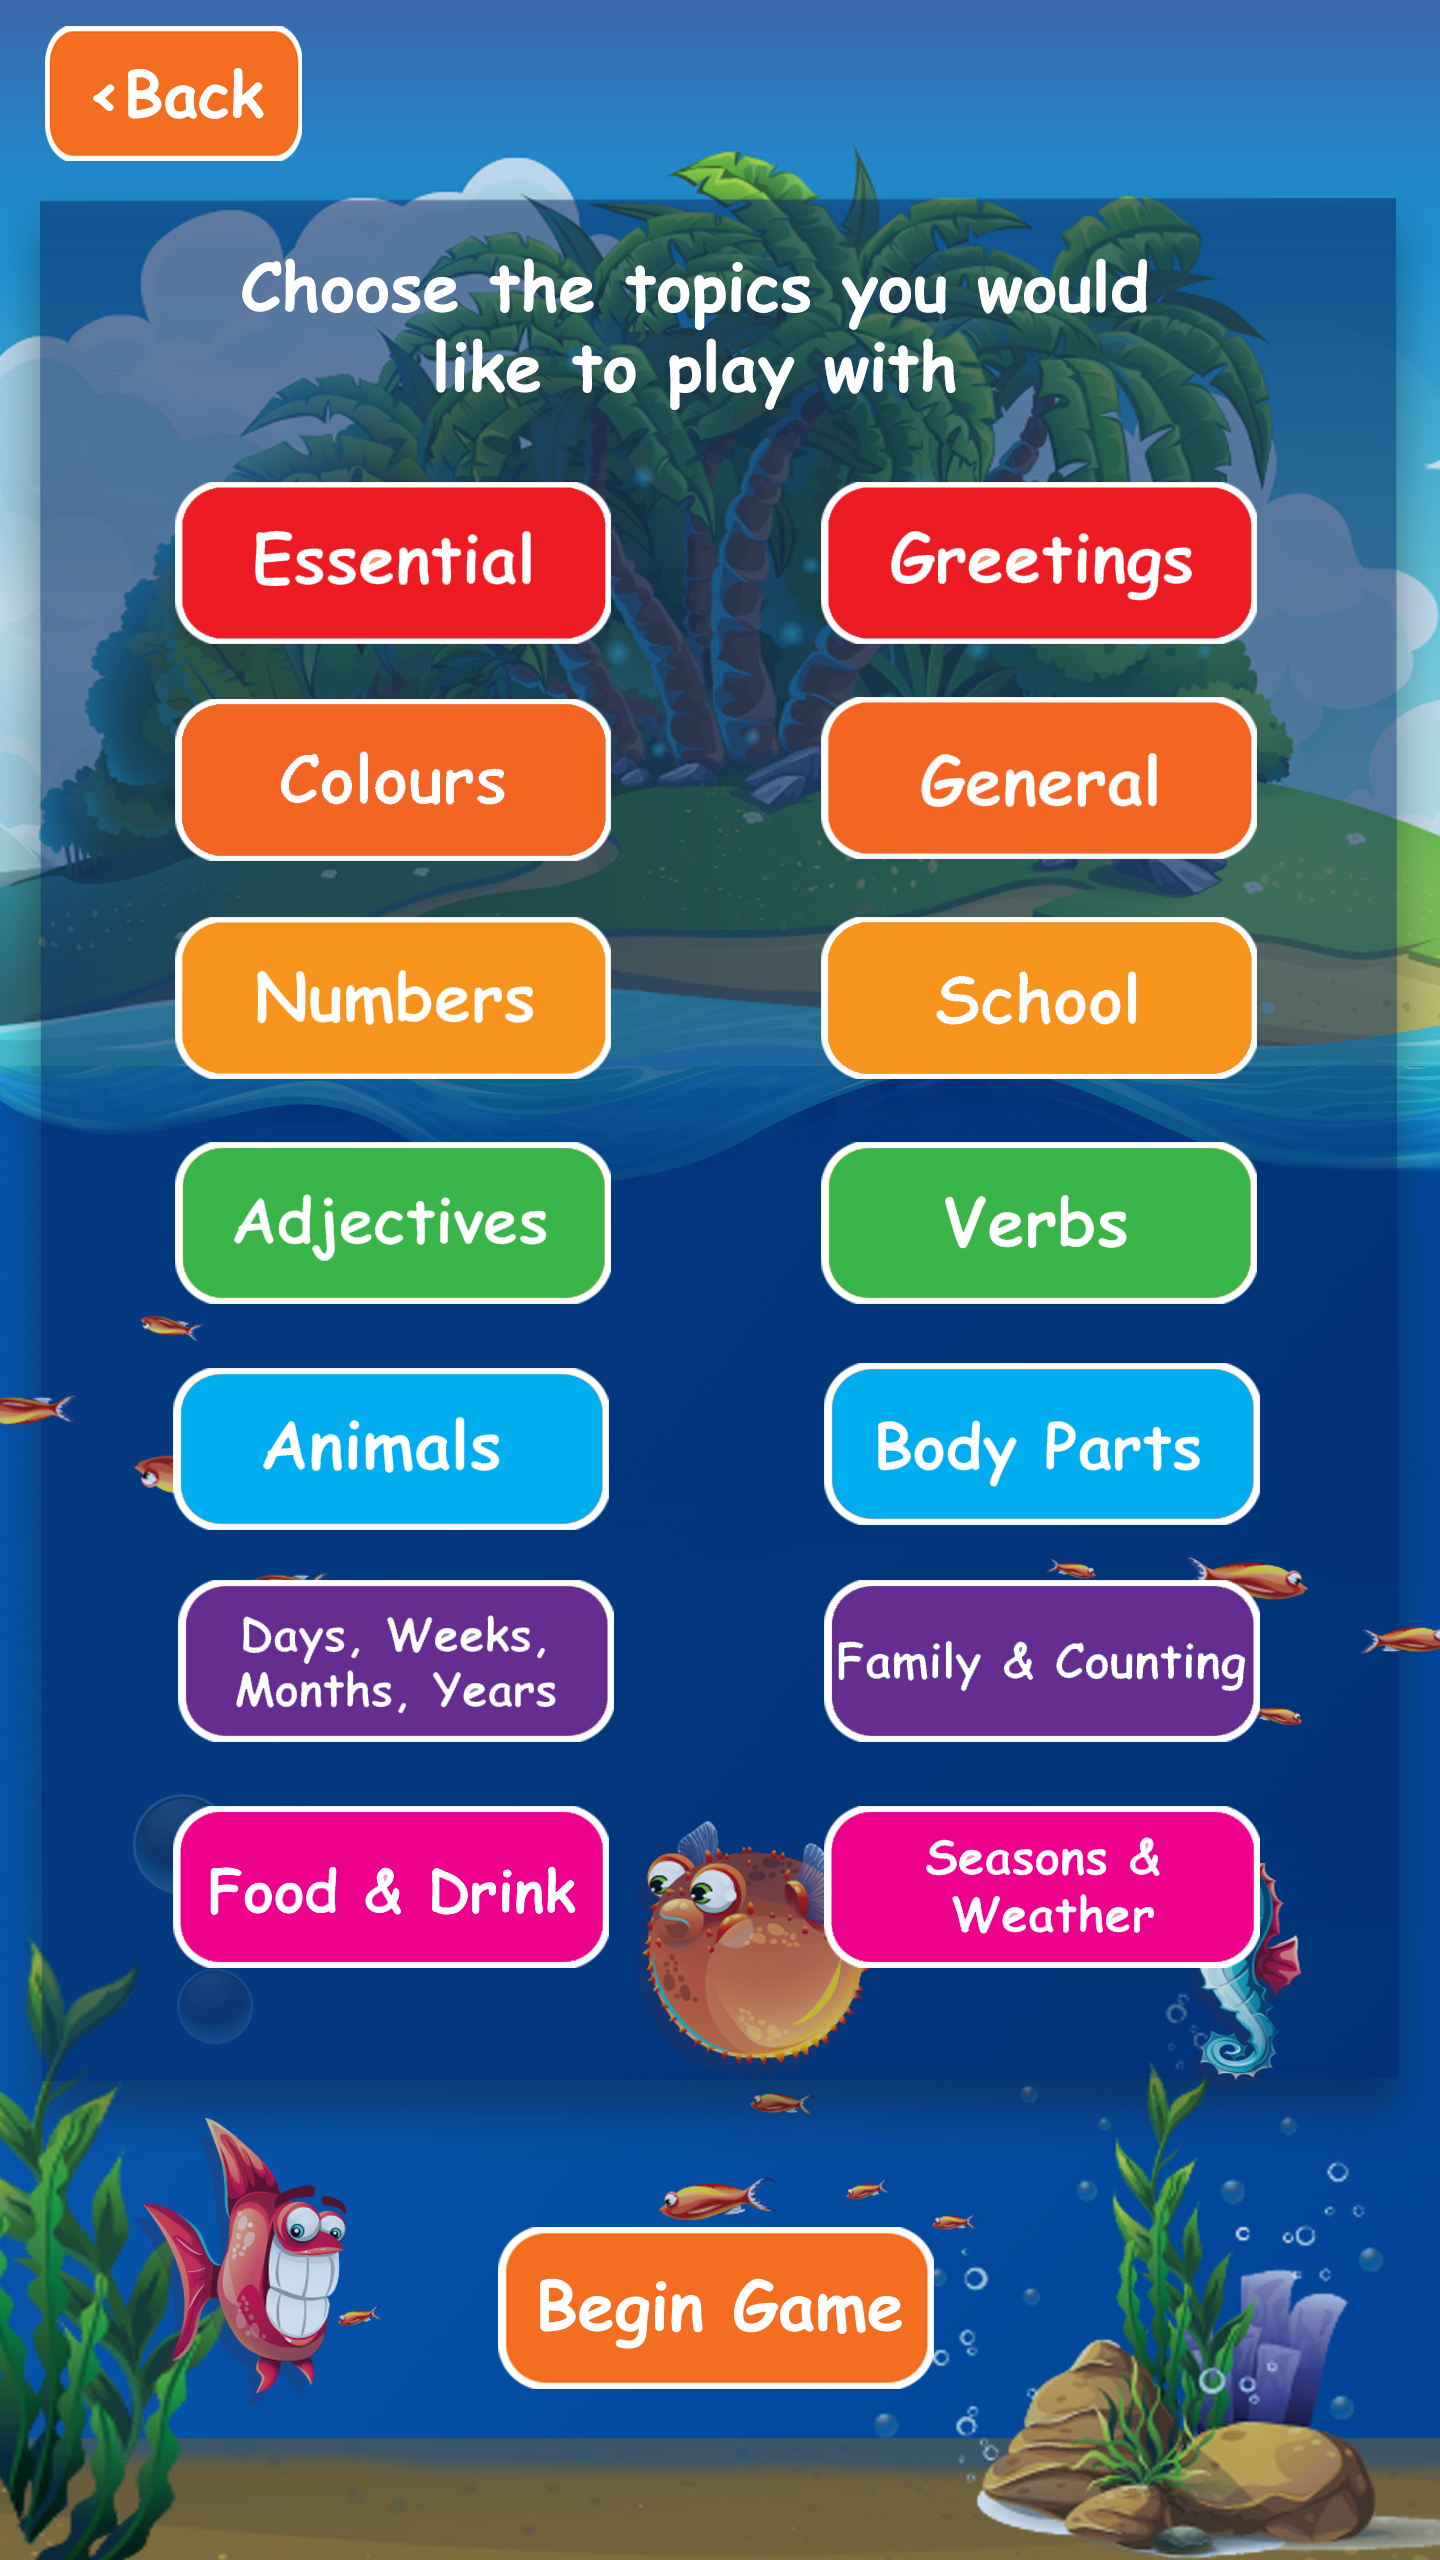 <Back
Choose the topics you would
like to play with
Essential
Greetings
Colours
General
Numbers
School
Adjectives
Verbs
Animals
Body Parts
Days, Weeks,
Months, Years
Family & Counting
Food & Drink
Seasons &
Weather
Begin Game